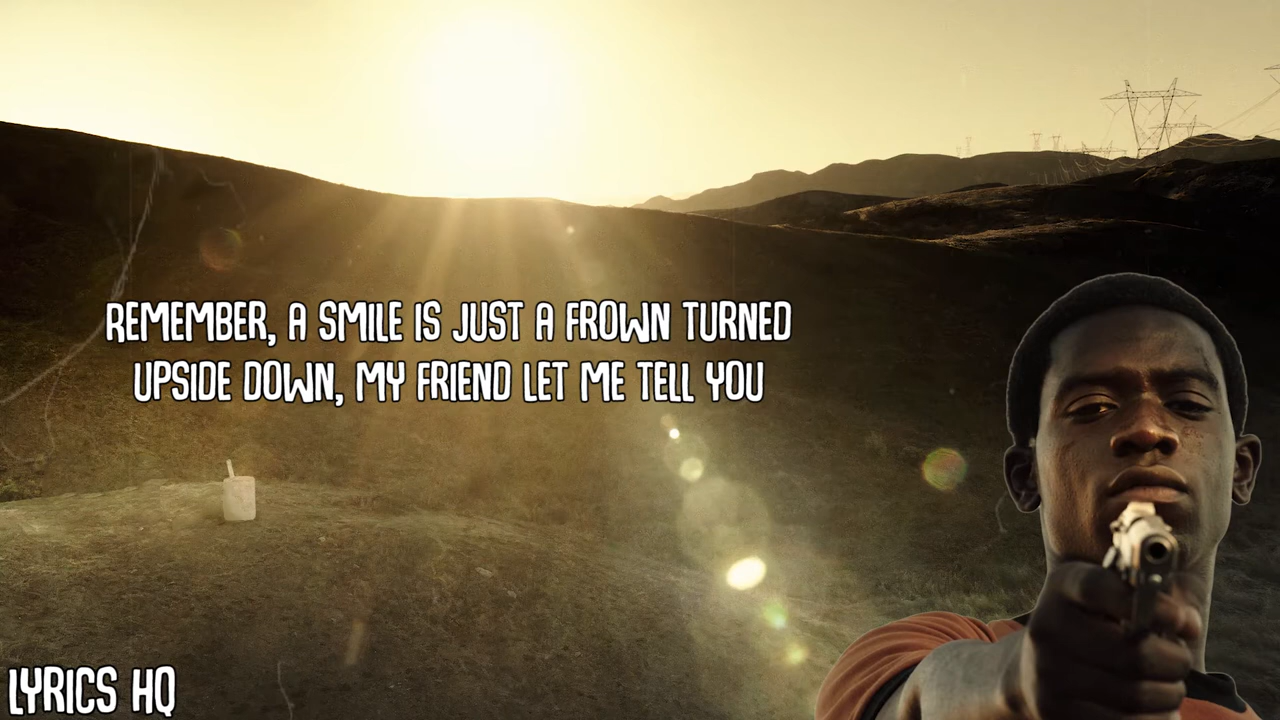 REMEMBER, A SMILE IS JUST A FROWN TURNED
UPSIDE DOWN, MY FRIEND LET ME TELL YOU
LYRICS HQ